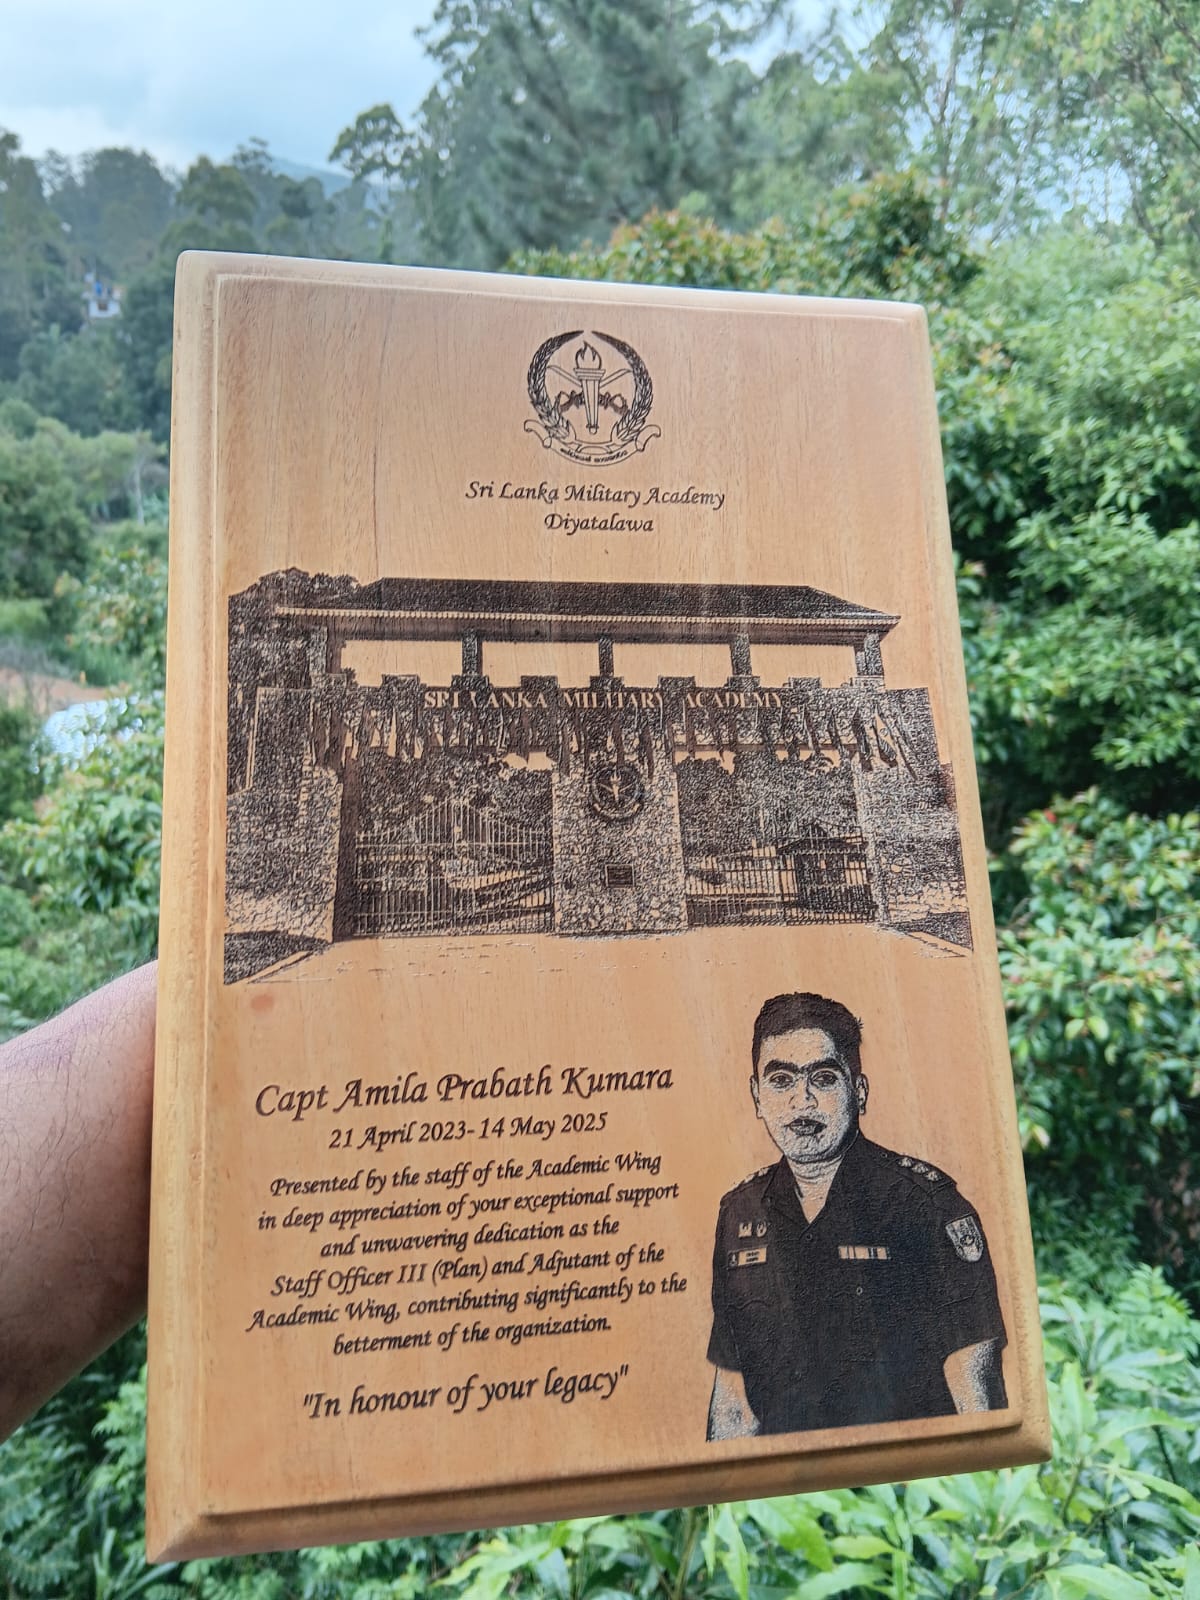 Sri Lanka Military Academy
Diyatalawa
SRI LANKA MILITARY ACADEMY
Capt Amila Prabath Kumara
21 April 2023-14 May 2025
Presented by the staff of the Academic Wing
in deep appreciation of your exceptional support
and unwavering dedication as the
Staff Officer III (Plan) and Adjutant of the
Academic Wing, contributing significantly to the
betterment of the organization.
"In honour of your legacy"